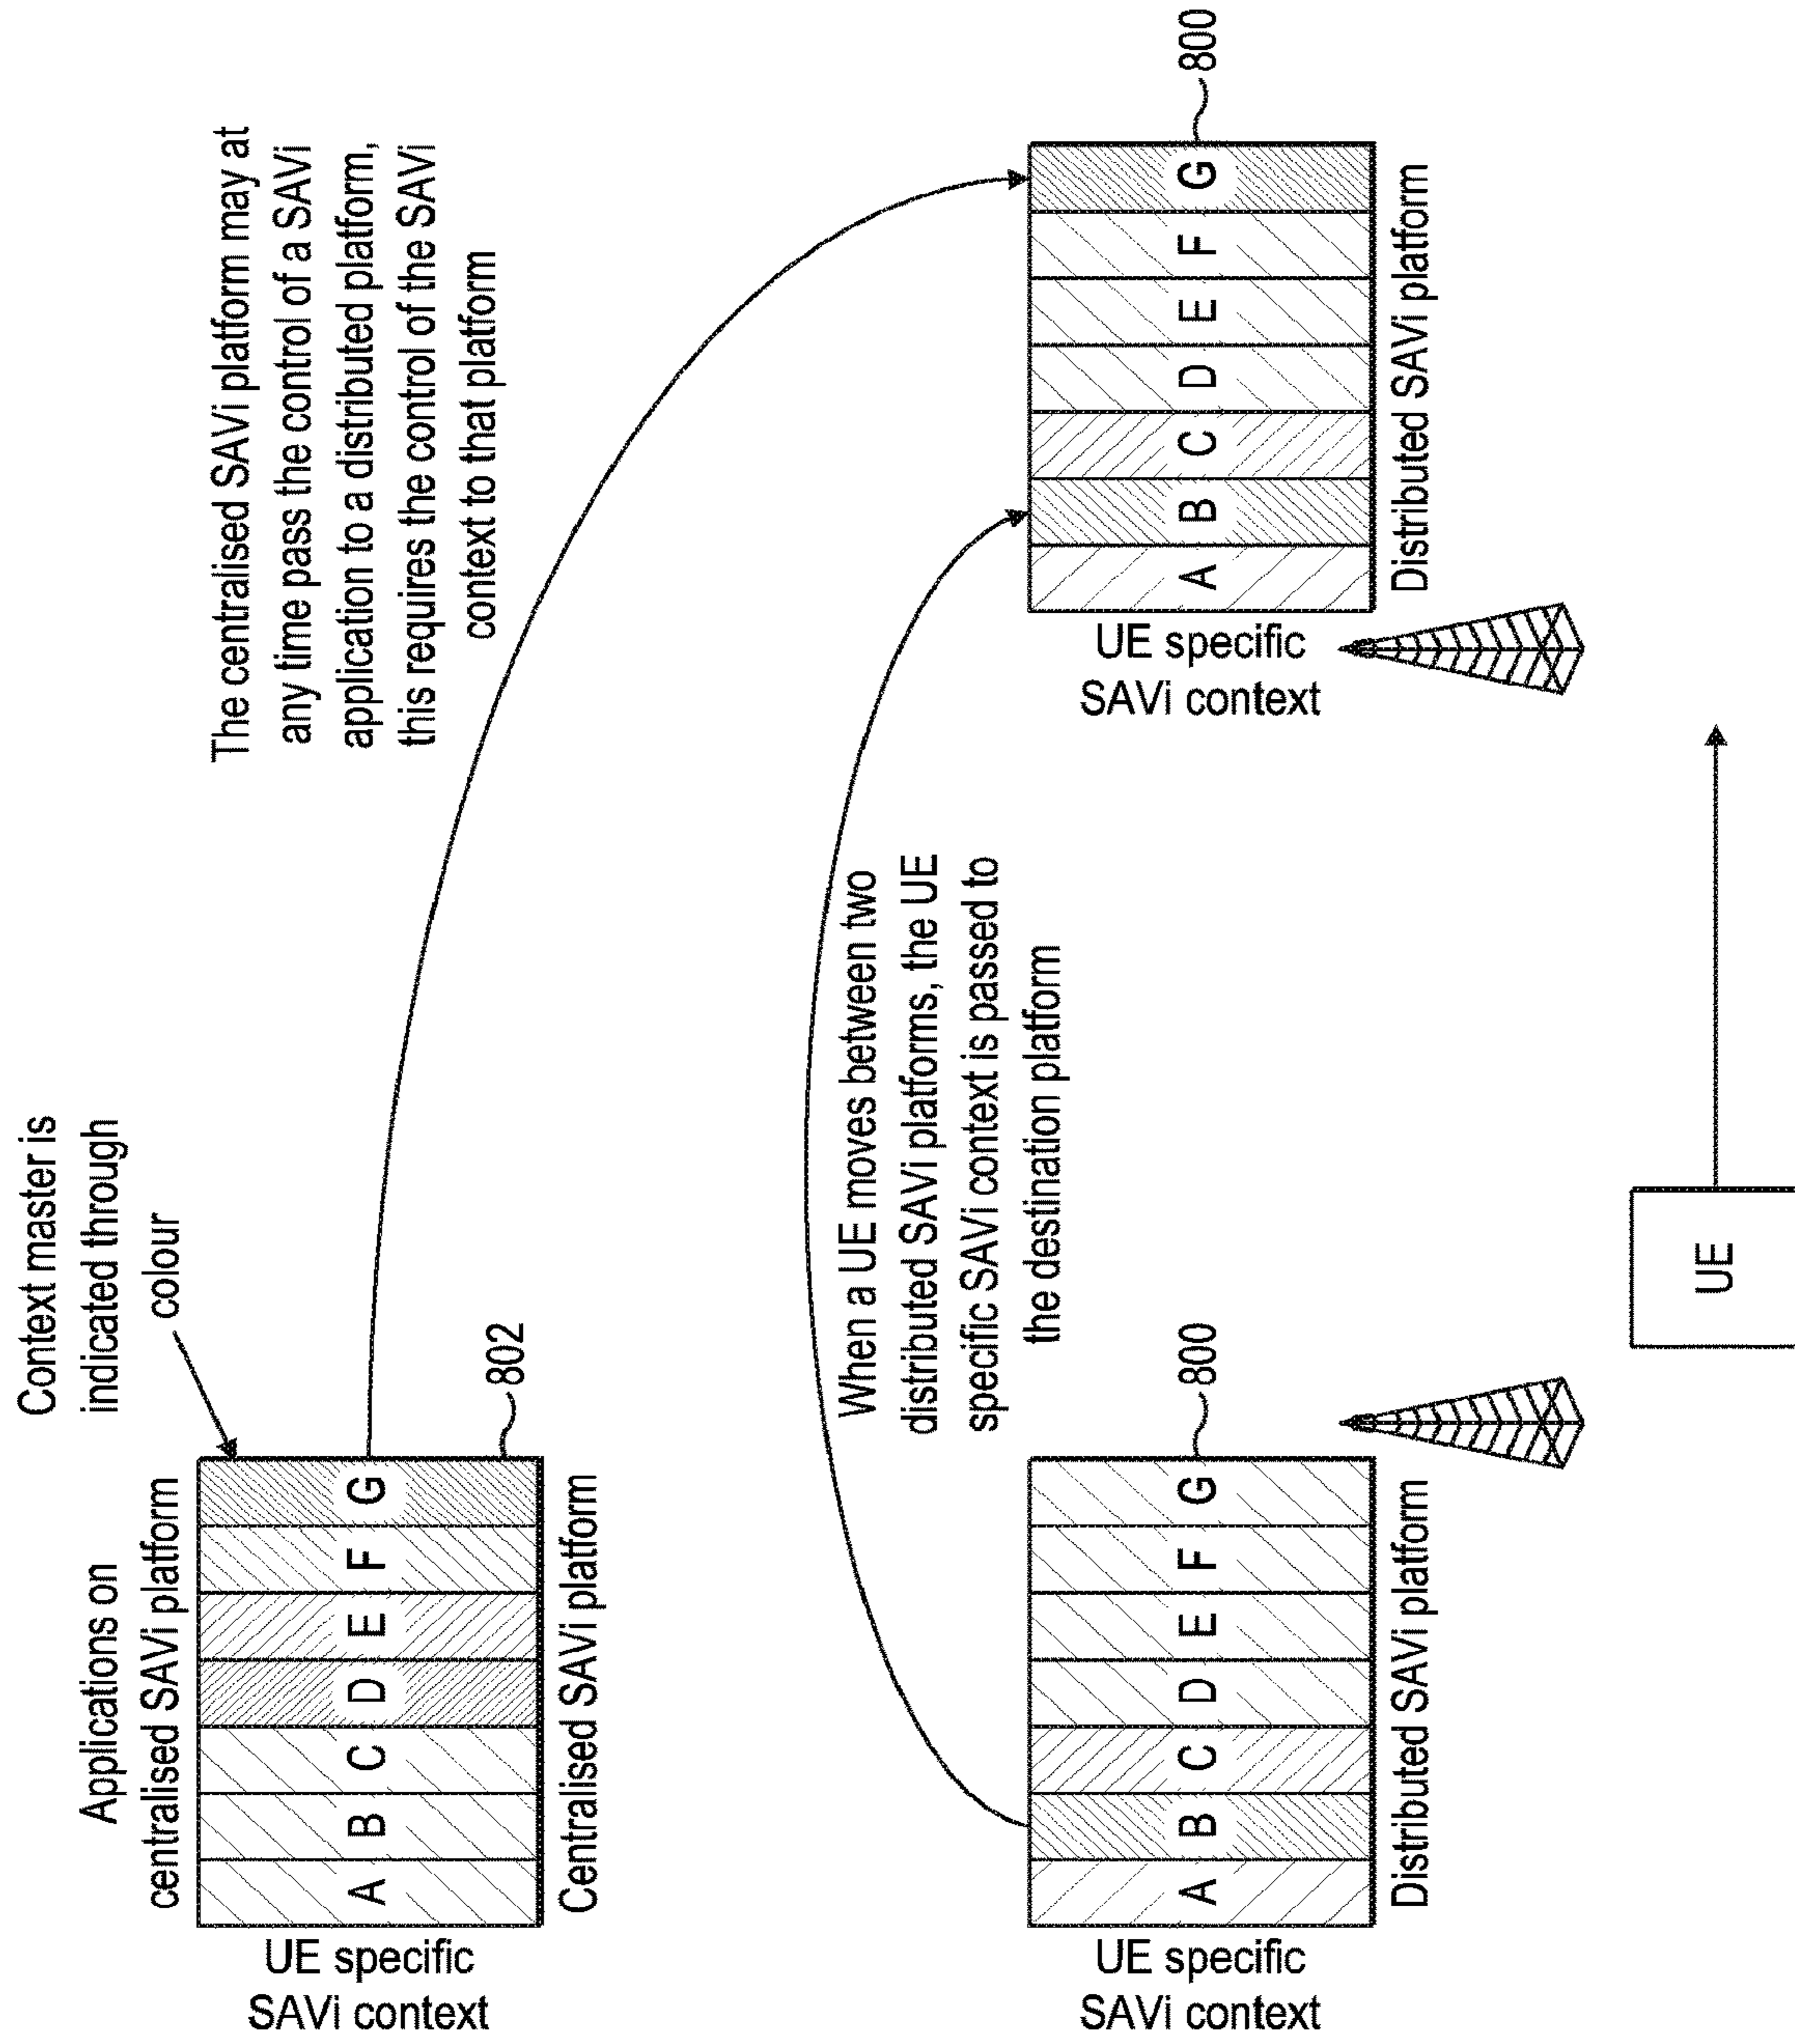 Context master is
indicated through
colour
Applications on
centralised SAVi platform
A B C D E F G
802
UE specific
SAVi context
Centralised SAVi platform
The centralised SAVi platform may at
any time pass the control of a SAVi
application to a distributed platform,
this requires the control of the SAVi
context to that platform
When a UE moves between two
distributed SAVi platforms, the UE
specific SAVi context is passed to
the destination platform
A B C D E F G
800
UE specific
SAVi context
Distributed SAVi platform
A B C D E F G
800
UE specific
SAVi context
Distributed SAVi platform
UE